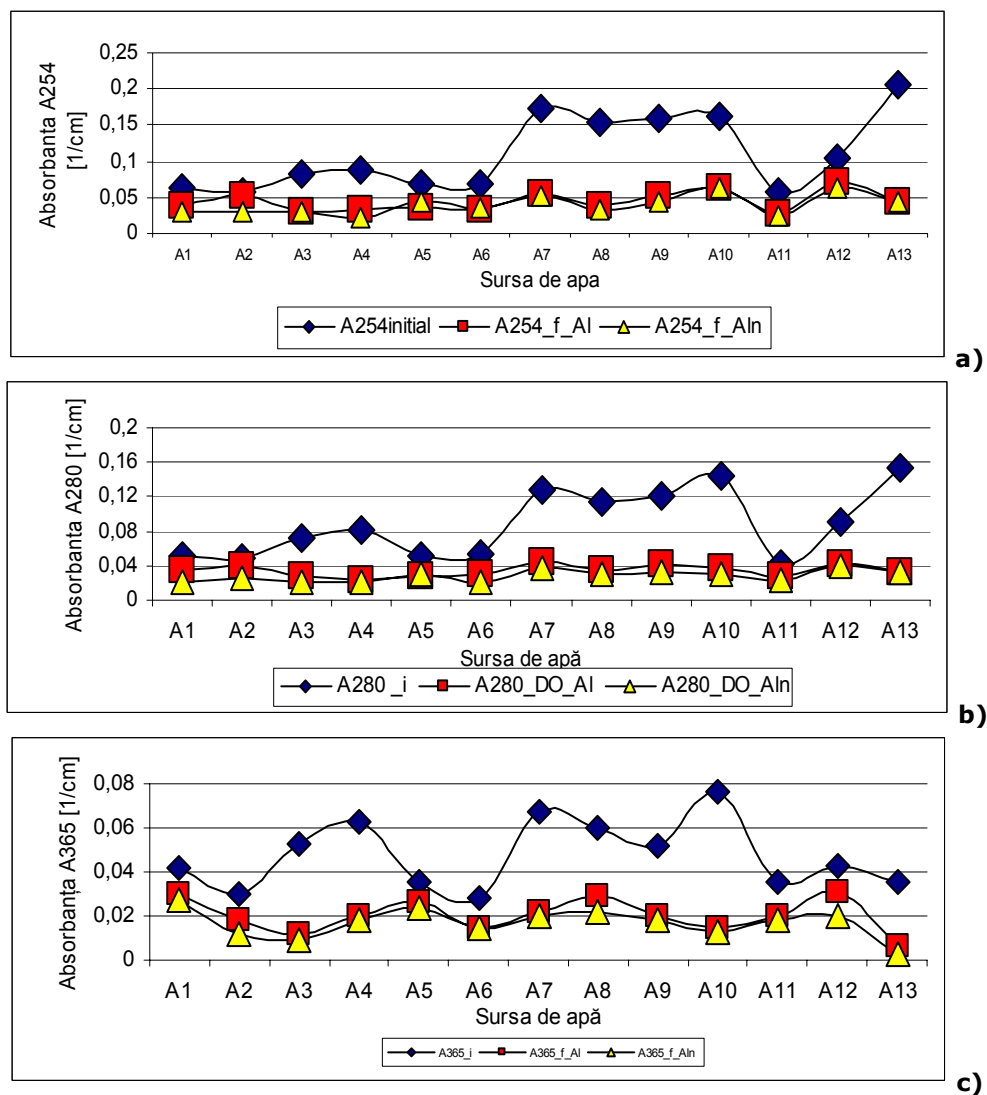 Absorbanta A254
[1/cm]
0,25
0,2
0,15
0,1
0,05
0
A1 A2 A3 A4 A5 A6 A7 A8 A9 A10 A11 A12 A13
Sursa de apa
A254initial A254_f_Al A254_f_Aln
a)
Absorbanta A280 [1/cm]
0,2
0,16
0,12
0,08
0,04
0
A1 A2 A3 A4 A5 A6 A7 A8 A9 A10 A11 A12 A13
Sursa de apă
A280 _i A280_DO_Al A280_DO_Aln
b)
Absorbanța A365 [1/cm]
0,08
0,06
0,04
0,02
0
A1 A2 A3 A4 A5 A6 A7 A8 A9 A10 A11 A12 A13
Sursa de apă
A365_i A365_f_Al A365_f_Aln
c)